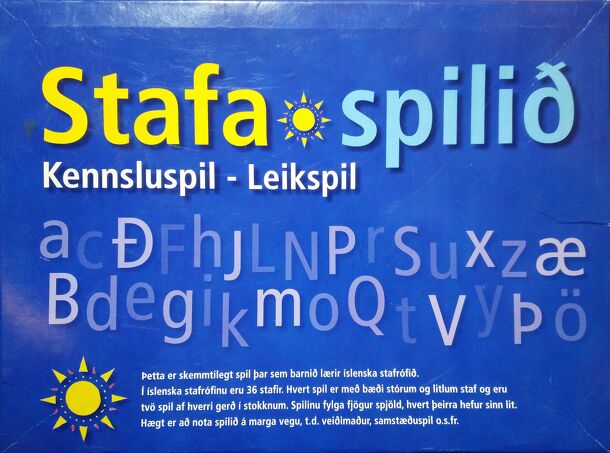 Stafa spilið
Kennsluspil - Leikspil
a c Ð F h J L N P r S u x z æ
B d e g i k m o Q t V y Þ ö
Þetta er skemmtilegt spil þar sem barnið lærir íslenska stafrófið.
Í íslenska stafrófinu eru 36 stafir. Hvert spil er með bæði stórum og litlum staf og eru
tvö spil af hverri gerð í stokknum. Spilinu fylga fjögur spjöld, hvert þeirra hefur sinn lit.
Hægt er að nota spilið á marga vegu, t.d. veiðimaður, samstæðuspil o.s.fr.